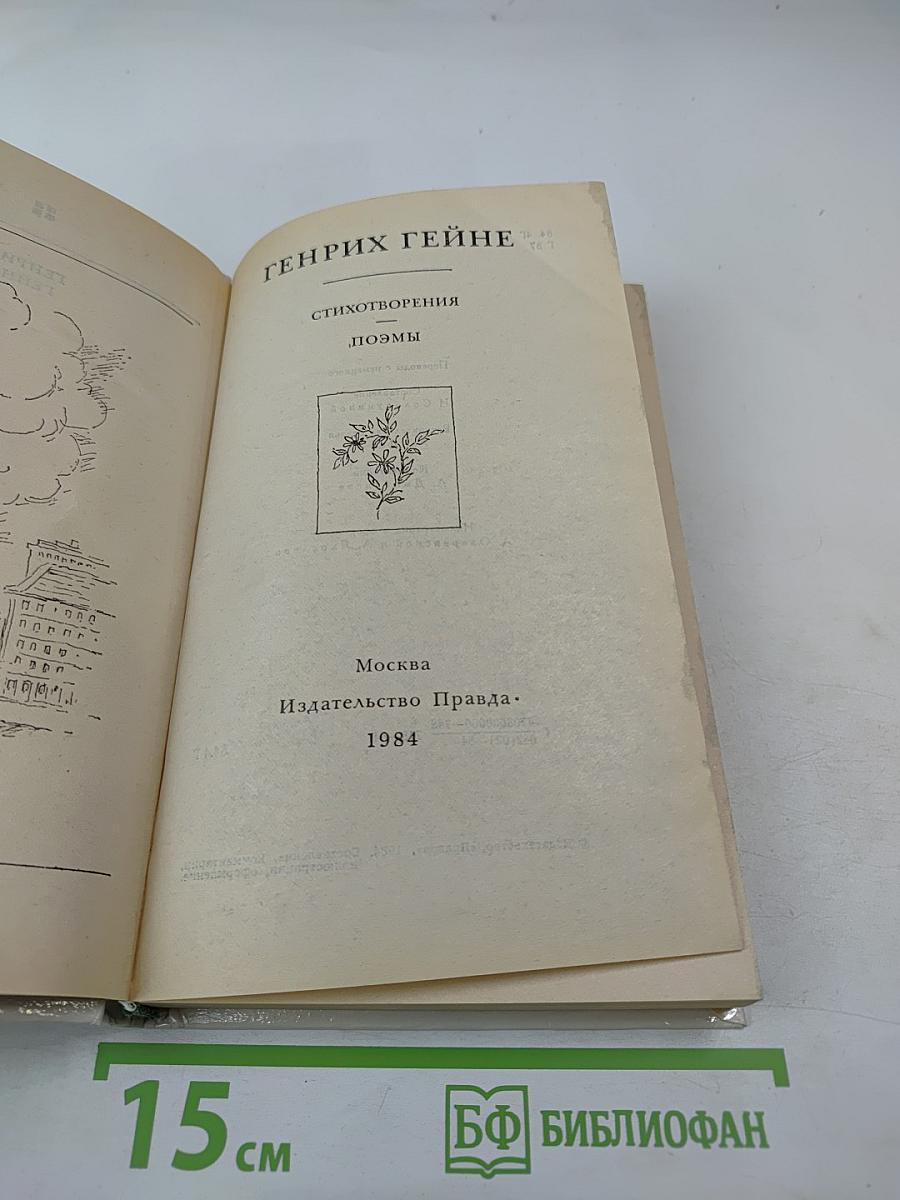 ГЕНРИХ ГЕЙНЕ
СТИХОТВОРЕНИЯ
ПОЭМЫ
Москва
Издательство Правда
1984
15 см
БФ БИБЛИОФАН